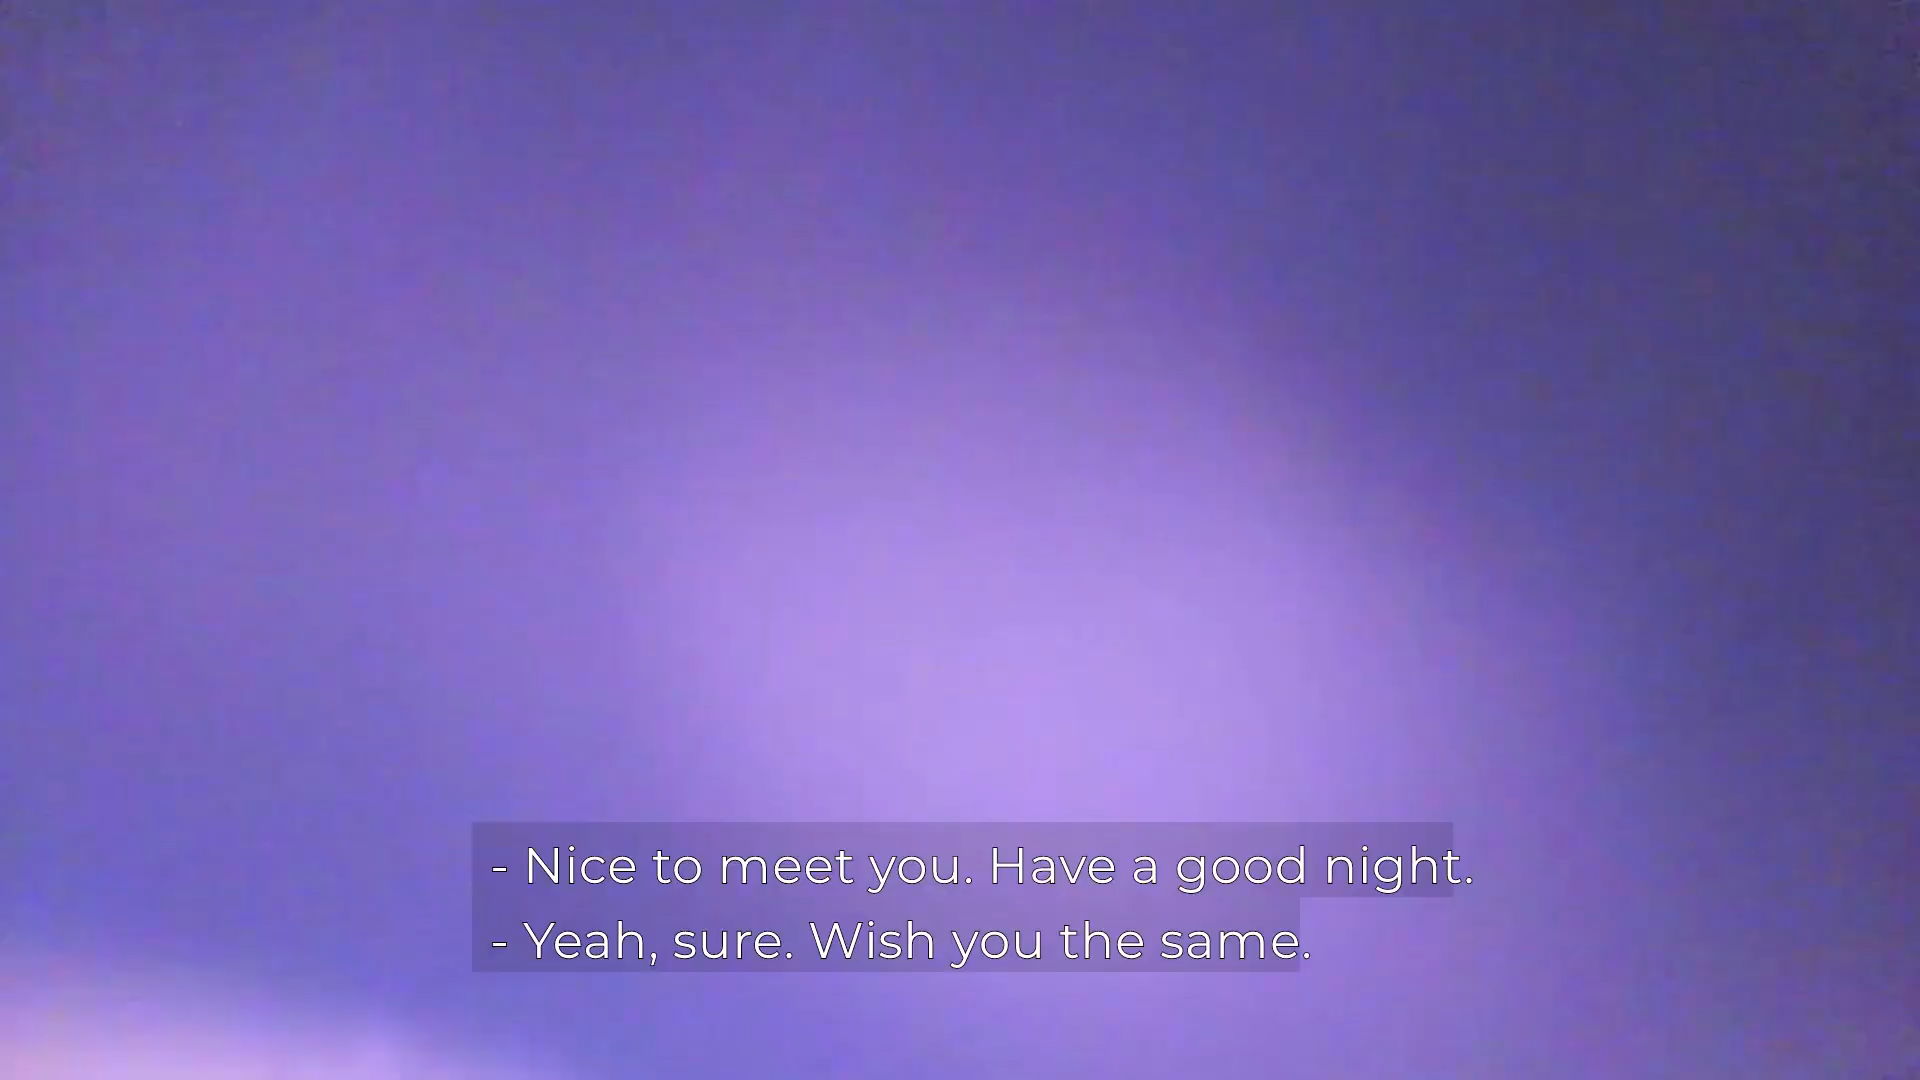 - Nice to meet you. Have a good night.
- Yeah, sure. Wish you the same.